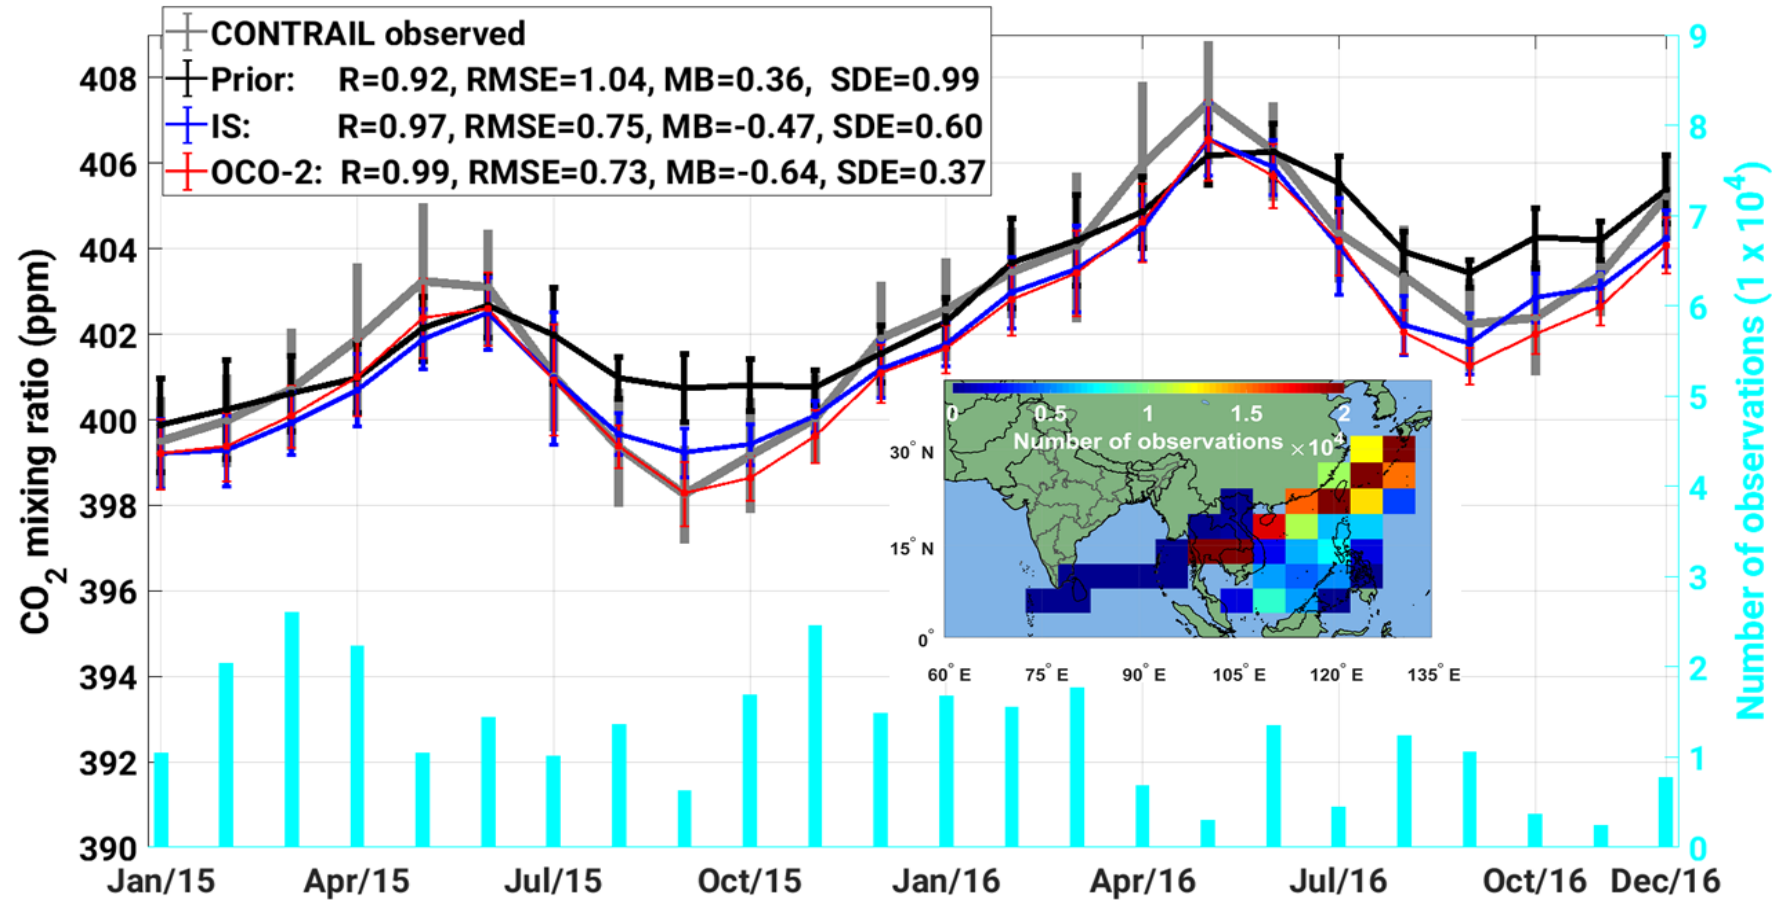 CONTRAIL observed
Prior: R=0.92, RMSE=1.04, MB=0.36, SDE=0.99
IS: R=0.97, RMSE=0.75, MB=-0.47, SDE=0.60
OCO-2: R=0.99, RMSE=0.73, MB=-0.64, SDE=0.37
CO2 mixing ratio (ppm)
408
406
404
402
400
398
396
394
392
390
Jan/15 Apr/15 Jul/15 Oct/15 Jan/16 Apr/16 Jul/16 Oct/16 Dec/16
9
8
7
6
5
4
3
2
1
0
Number of observations (1 x 10^4)
0 0.5 1 1.5 2
Number of observations ×10^4
30° N
15° N
0°
60° E 75° E 90° E 105° E 120° E 135° E